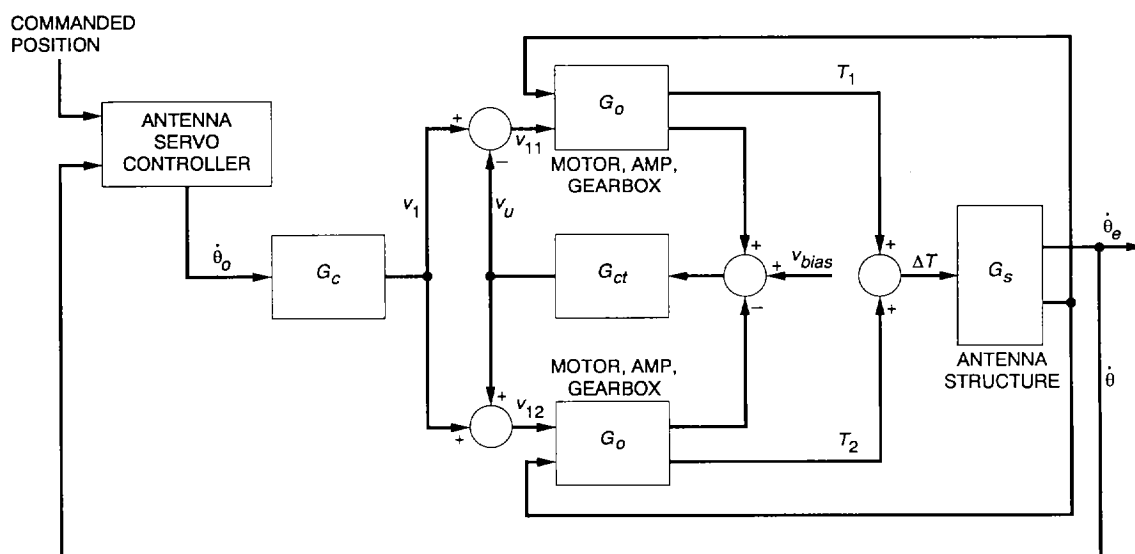 COMMANDED
POSITION
ANTENNA
SERVO
CONTROLLER
θ̇o
Gc
v1
vu
+
−
v11
+
+
v12
Go
MOTOR, AMP,
GEARBOX
Gct
MOTOR, AMP,
GEARBOX
Go
T1
+
+
−
vbias
+
+
ΔT
T2
Gs
ANTENNA
STRUCTURE
θ̇e
θ̇